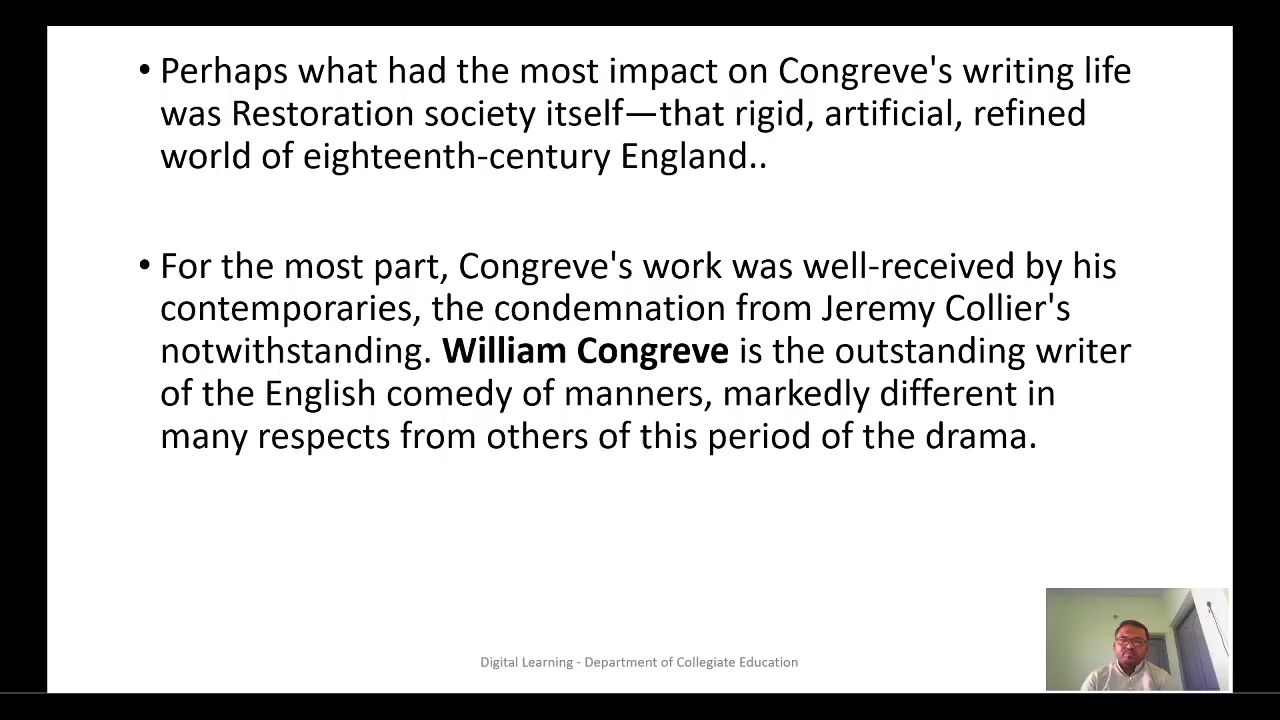 • Perhaps what had the most impact on Congreve's writing life
was Restoration society itself—that rigid, artificial, refined
world of eighteenth-century England..
• For the most part, Congreve's work was well-received by his
contemporaries, the condemnation from Jeremy Collier's
notwithstanding. William Congreve is the outstanding writer
of the English comedy of manners, markedly different in
many respects from others of this period of the drama.
Digital Learning - Department of Collegiate Education